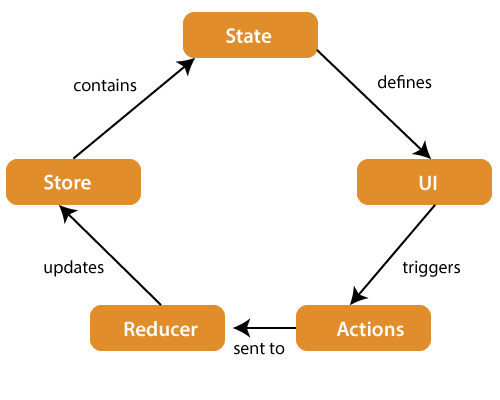 State
contains
defines
Store
UI
updates
triggers
Reducer
Actions
sent to